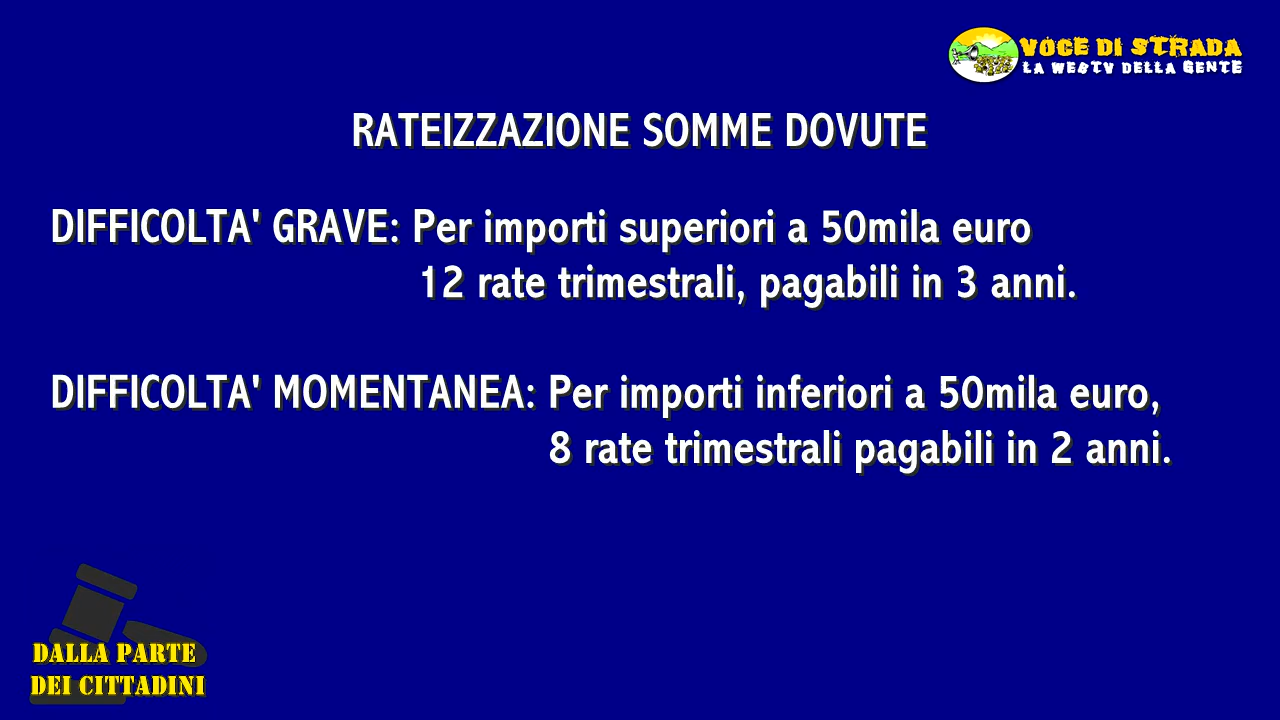 VOCE DI STRADA
LA WEBTV DELLA GENTE
RATEIZZAZIONE SOMME DOVUTE
DIFFICOLTA' GRAVE: Per importi superiori a 50mila euro
12 rate trimestrali, pagabili in 3 anni.
DIFFICOLTA' MOMENTANEA: Per importi inferiori a 50mila euro,
8 rate trimestrali pagabili in 2 anni.
DALLA PARTE
DEI CITTADINI